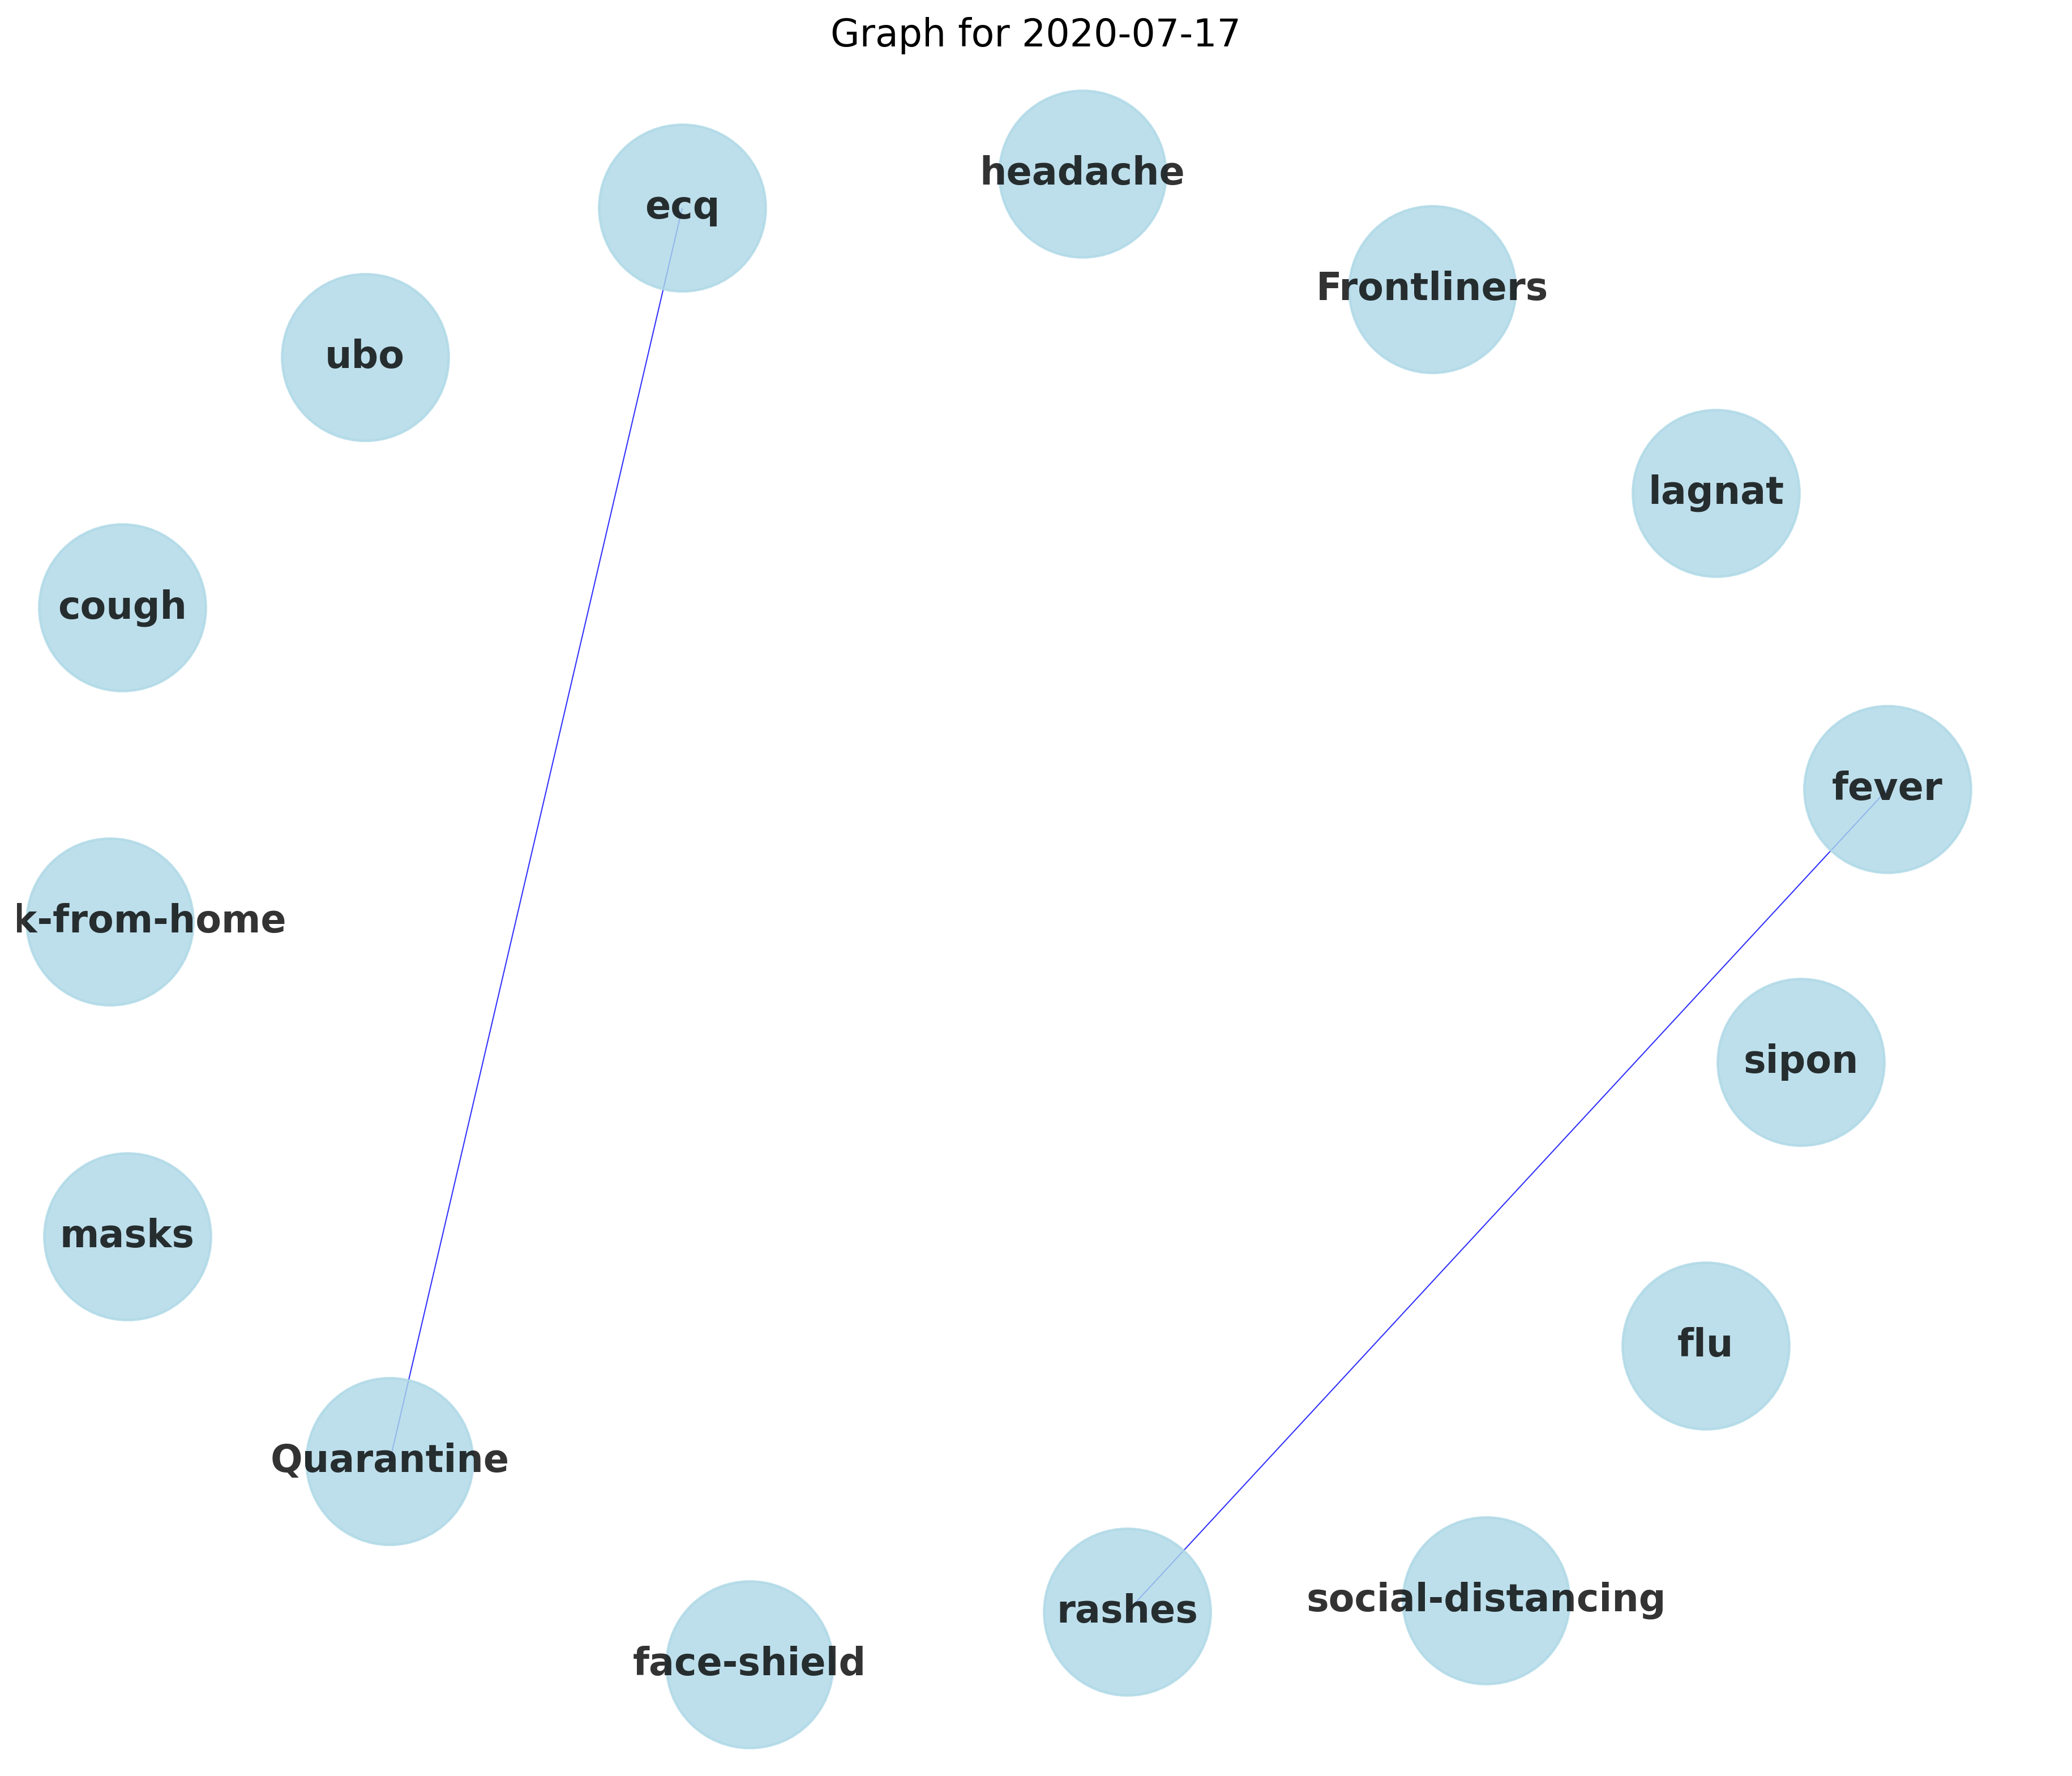 Graph for 2020-07-17
headache
ecq
Frontliners
ubo
lagnat
cough
fever
k-from-home
sipon
masks
flu
Quarantine
social-distancing
rashes
face-shield